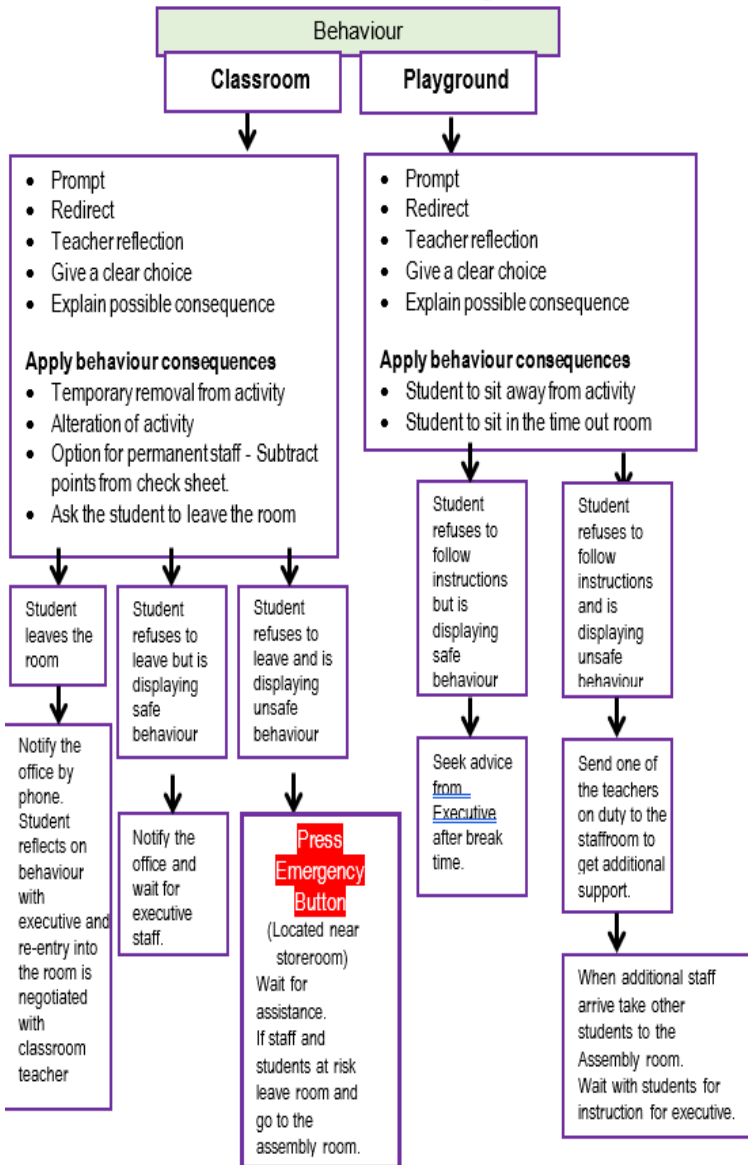 Behaviour
Classroom
Playground
• Prompt
• Redirect
• Teacher reflection
• Give a clear choice
• Explain possible consequence
Apply behaviour consequences
• Temporary removal from activity
• Alteration of activity
• Option for permanent staff - Subtract
points from check sheet.
• Ask the student to leave the room
• Prompt
• Redirect
• Teacher reflection
• Give a clear choice
• Explain possible consequence
Apply behaviour consequences
• Student to sit away from activity
• Student to sit in the time out room
Student
leaves the
room
Student
refuses to
leave but is
displaying
safe
behaviour
Student
refuses to
leave and is
displaying
unsafe
behaviour
Student
refuses to
follow
instructions
but is
displaying
safe
behaviour
Student
refuses to
follow
instructions
and is
displaying
unsafe
behaviour
Notify the
office by
phone.
Student
reflects on
behaviour
with
executive and
re-entry into
the room is
negotiated
with
classroom
teacher
Notify the
office and
wait for
executive
staff.
Press
Emergency
Button
(Located near
storeroom)
Wait for
assistance.
If staff and
students at risk
leave room and
go to the
assembly room.
Seek advice
from
Executive
after break
time.
Send one of
the teachers
on duty to the
staffroom to
get additional
support.
When additional staff
arrive take other
students to the
Assembly room.
Wait with students for
instruction for executive.